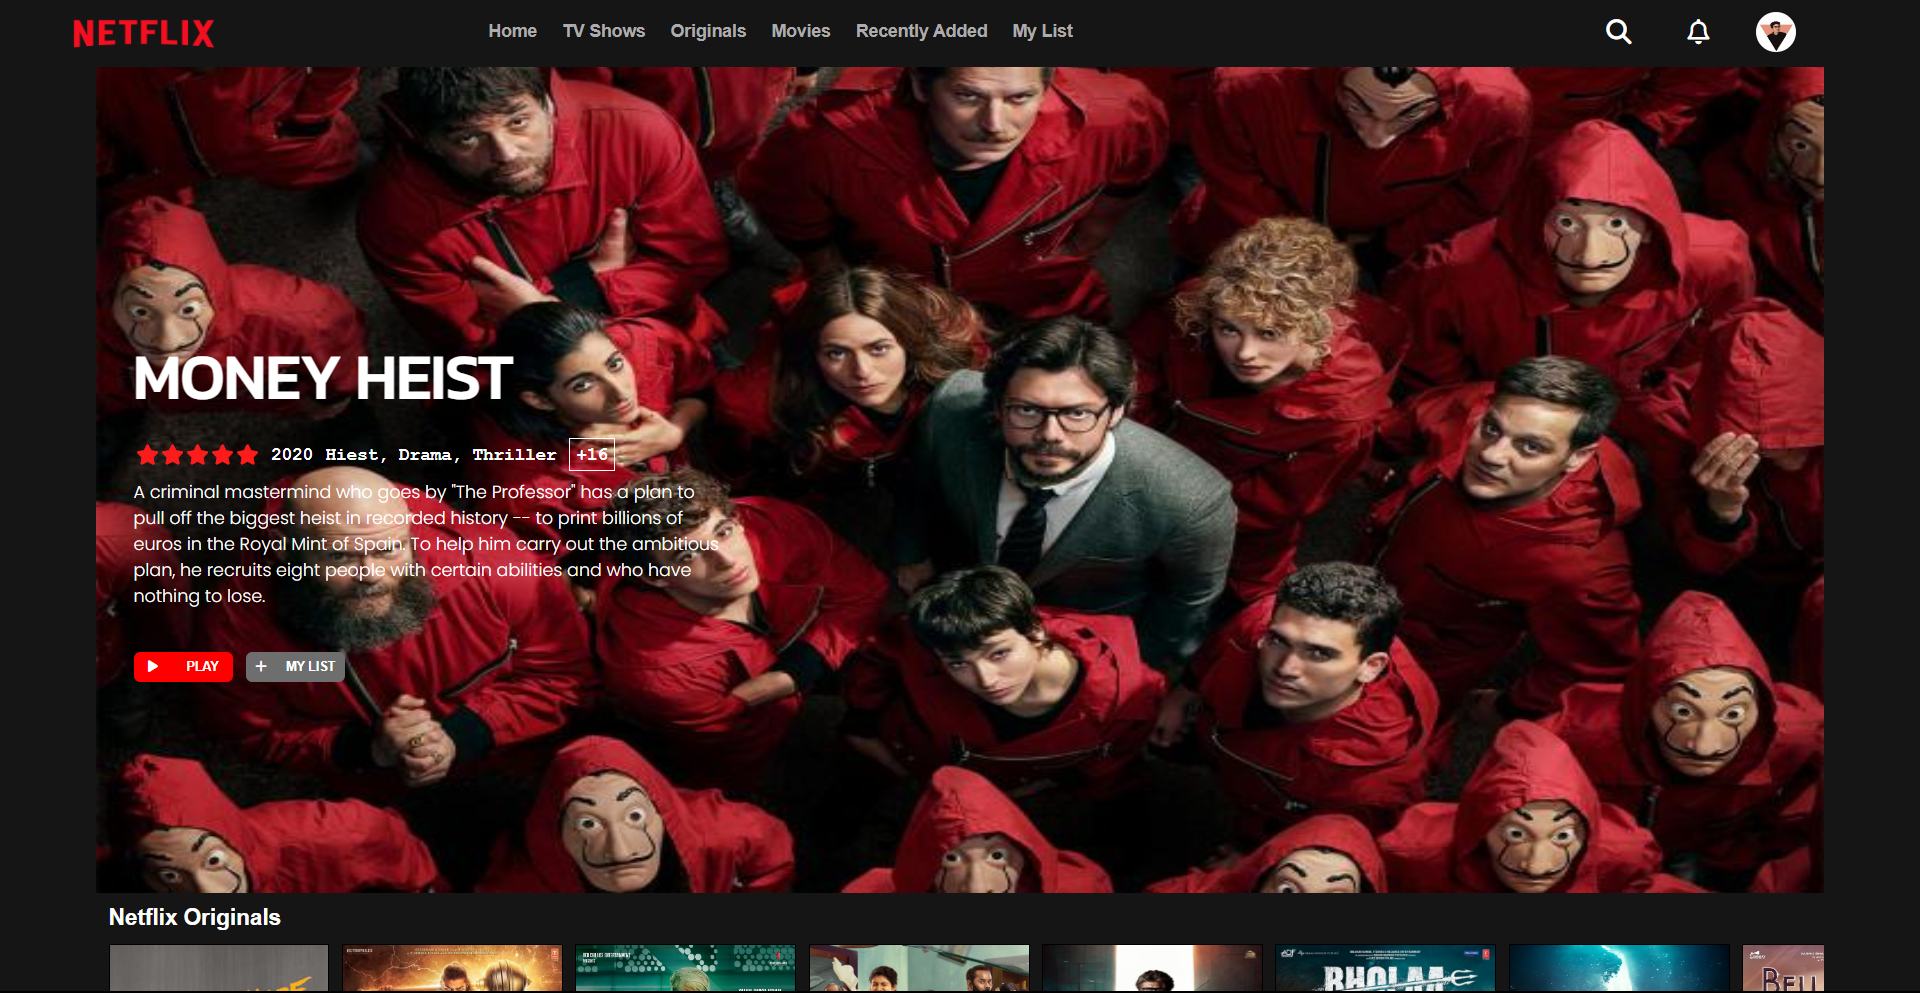 NETFLIX
Home TV Shows Originals Movies Recently Added My List
MONEY HEIST
2020 Hiest, Drama, Thriller +16
A criminal mastermind who goes by "The Professor" has a plan to
pull off the biggest heist in recorded history -- to print billions of
euros in the Royal Mint of Spain. To help him carry out the ambitious
plan, he recruits eight people with certain abilities and who have
nothing to lose.
PLAY + MY LIST
Netflix Originals
BHOLAA
BELL